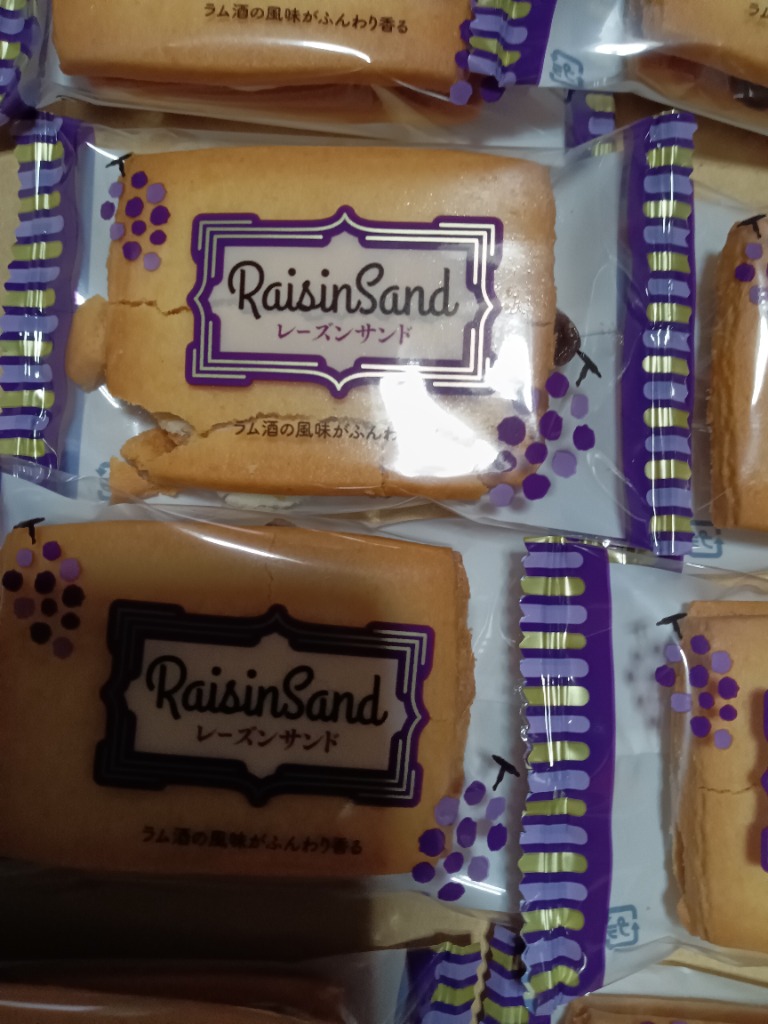 ラム酒の風味がふんわり香る
RaisinSand
レーズンサンド
ラム酒の風味がふんわ
RaisinSand
レーズンサンド
ラム酒の風味がふんわり香る
プラ